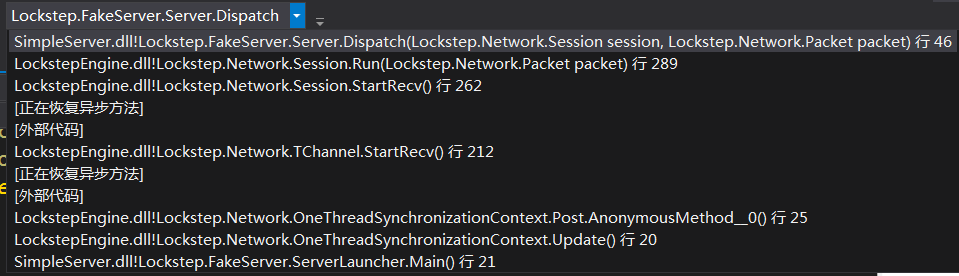 Lockstep.FakeServer.Server.Dispatch
SimpleServer.dll!Lockstep.FakeServer.Server.Dispatch(Lockstep.Network.Session session, Lockstep.Network.Packet packet) 行 46
LockstepEngine.dll!Lockstep.Network.Session.Run(Lockstep.Network.Packet packet) 行 289
LockstepEngine.dll!Lockstep.Network.Session.StartRecv() 行 262
[正在恢复异步方法]
[外部代码]
LockstepEngine.dll!Lockstep.Network.TChannel.StartRecv() 行 212
[正在恢复异步方法]
[外部代码]
LockstepEngine.dll!Lockstep.Network.OneThreadSynchronizationContext.Post.AnonymousMethod__0() 行 25
LockstepEngine.dll!Lockstep.Network.OneThreadSynchronizationContext.Update() 行 20
SimpleServer.dll!Lockstep.FakeServer.ServerLauncher.Main() 行 21